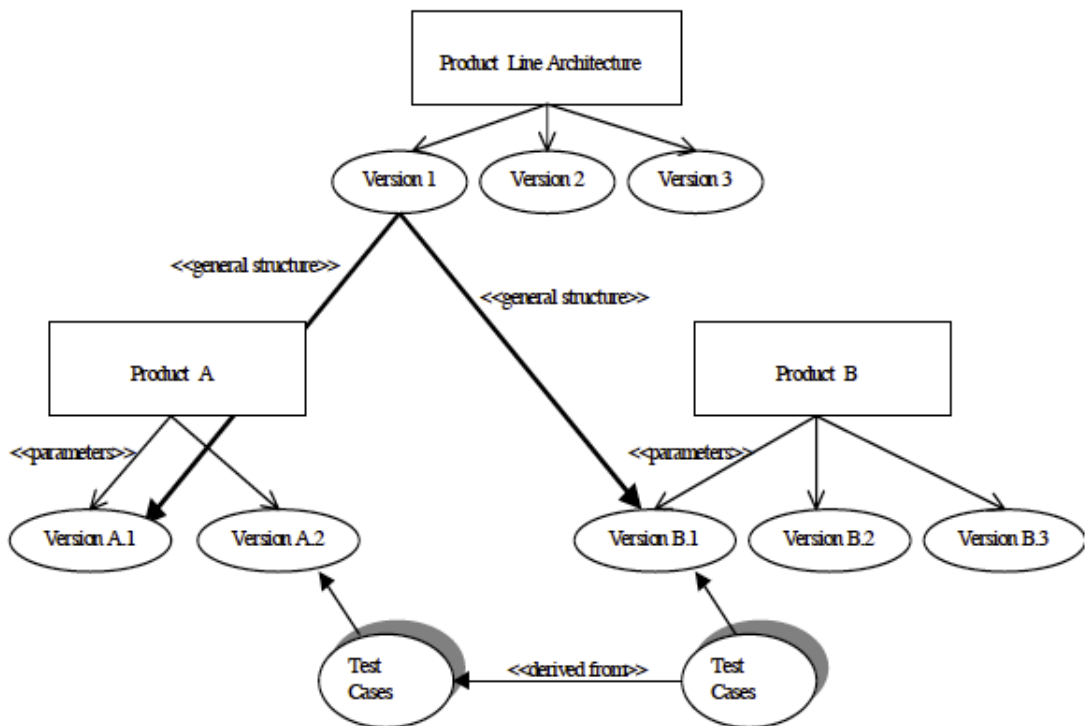 Product Line Architecture
Version 1
Version 2
Version 3
<<general structure>>
<<general structure>>
Product A
Product B
<<parameters>>
<<parameters>>
Version A.1
Version A.2
Version B.1
Version B.2
Version B.3
Test
Cases
<<derived from>>
Test
Cases